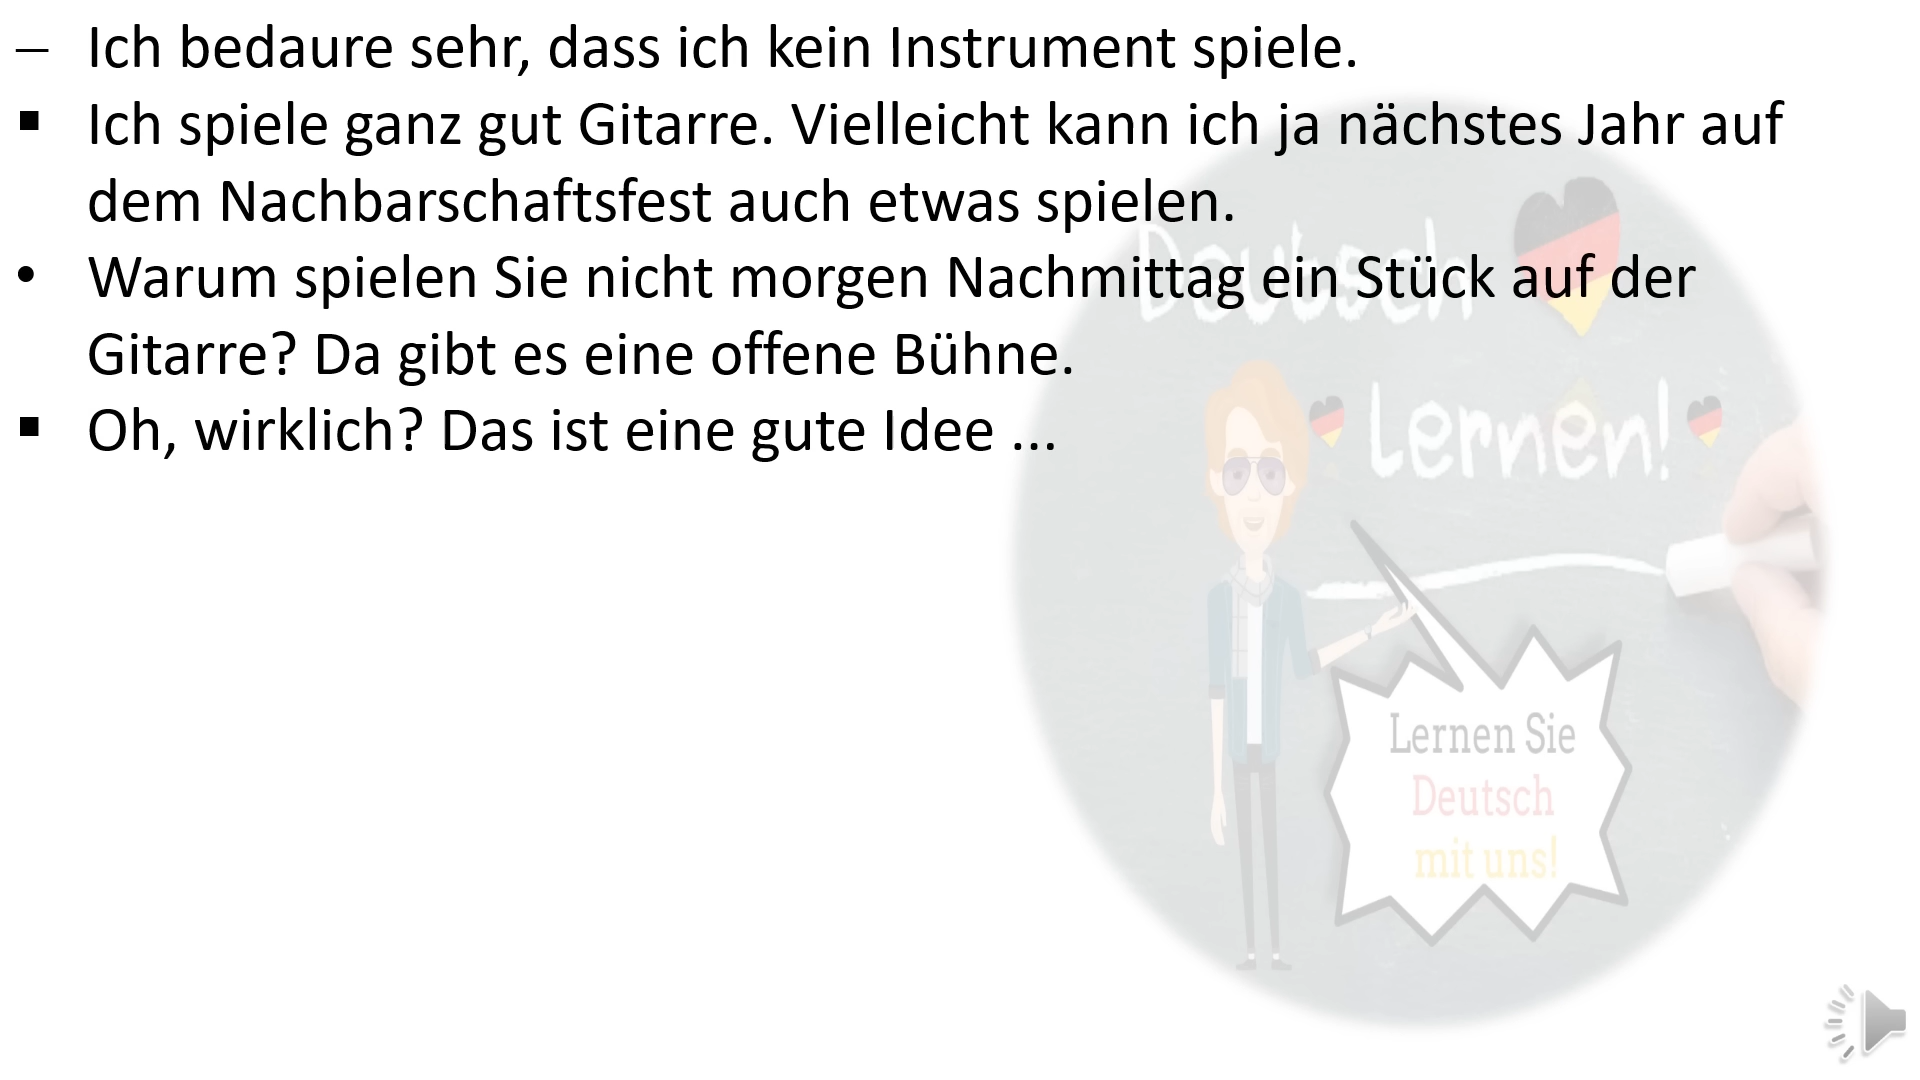 – Ich bedaure sehr, dass ich kein Instrument spiele.
▪ Ich spiele ganz gut Gitarre. Vielleicht kann ich ja nächstes Jahr auf
dem Nachbarschaftsfest auch etwas spielen.
• Warum spielen Sie nicht morgen Nachmittag ein Stück auf der
Gitarre? Da gibt es eine offene Bühne.
▪ Oh, wirklich? Das ist eine gute Idee ...
Deutsch
Lernen!
Lernen Sie
Deutsch
mit uns!